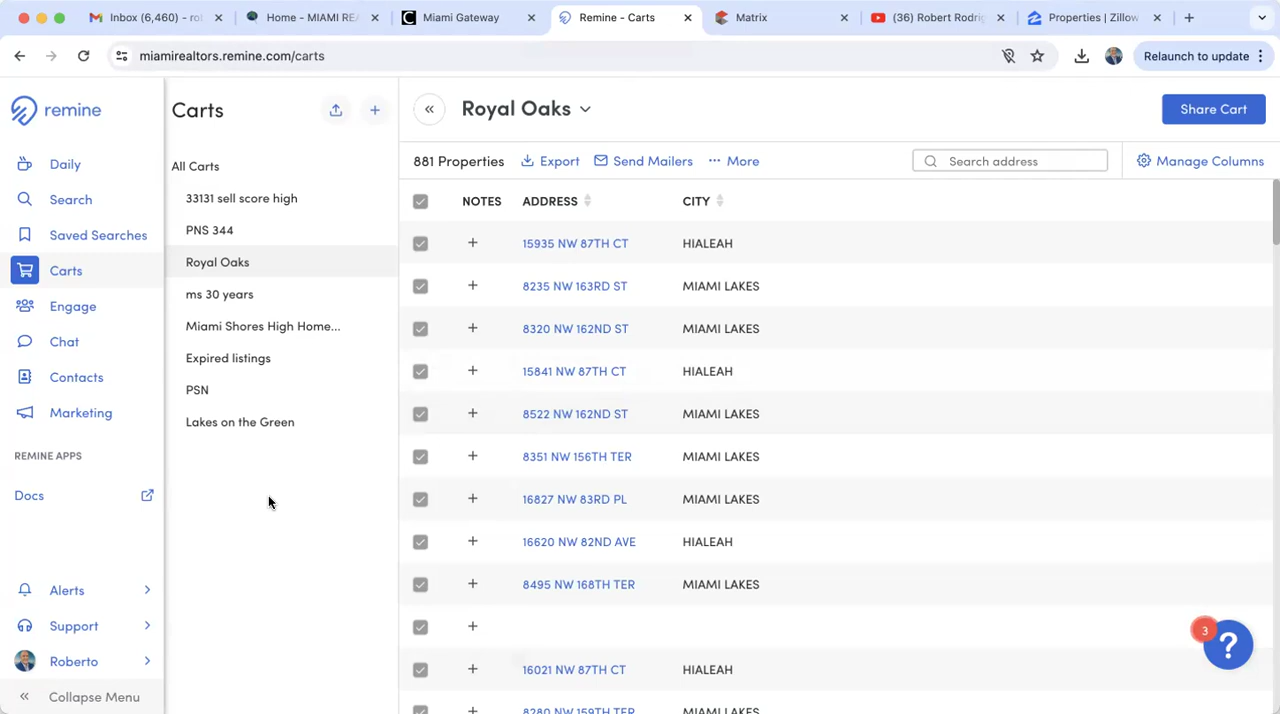 Inbox (6,460) - ro
Home - MIAMI RE
Miami Gateway
Remine - Carts
Matrix
(36) Robert Rodri
Properties | Zillow
miamirealtors.remine.com/carts
Relaunch to update
remine
Daily
Search
Saved Searches
Carts
Engage
Chat
Contacts
Marketing
REMINE APPS
Docs
Alerts
Support
Roberto
Collapse Menu
Carts
All Carts
33131 sell score high
PNS 344
Royal Oaks
ms 30 years
Miami Shores High Home...
Expired listings
PSN
Lakes on the Green
Royal Oaks
Share Cart
881 Properties
Export
Send Mailers
More
Search address
Manage Columns
NOTES ADDRESS CITY
15935 NW 87TH CT HIALEAH
8235 NW 163RD ST MIAMI LAKES
8320 NW 162ND ST MIAMI LAKES
15841 NW 87TH CT HIALEAH
8522 NW 162ND ST MIAMI LAKES
8351 NW 156TH TER MIAMI LAKES
16827 NW 83RD PL MIAMI LAKES
16620 NW 82ND AVE HIALEAH
8495 NW 168TH TER MIAMI LAKES
16021 NW 87TH CT HIALEAH
8280 NW 159TH TER MIAMI LAKES
3
?